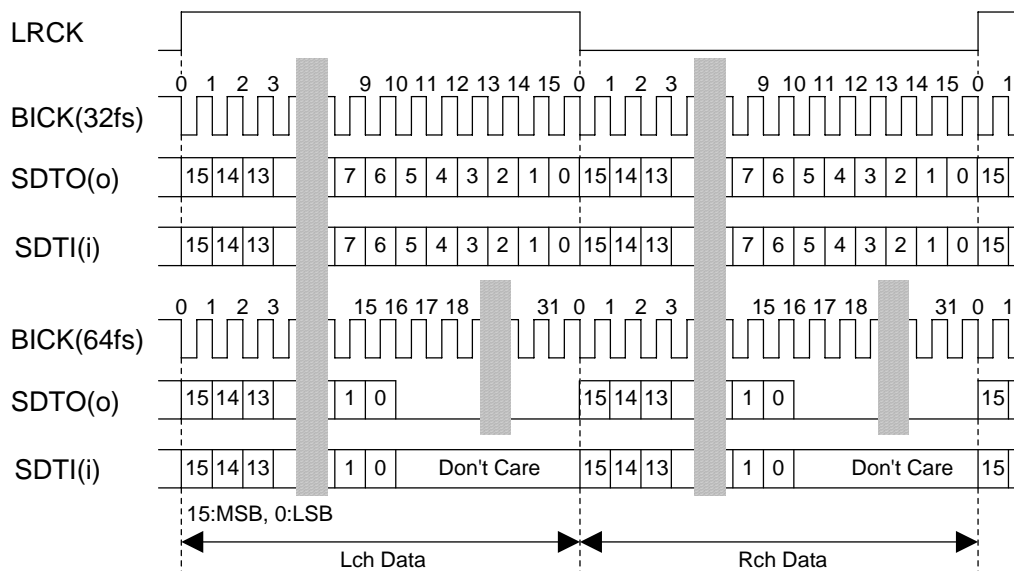 LRCK
0 1 2 3 9 10 11 12 13 14 15 0 1 2 3 9 10 11 12 13 14 15 0 1
BICK(32fs)
SDTO(o) 15 14 13 7 6 5 4 3 2 1 0 15 14 13 7 6 5 4 3 2 1 0 15
SDTI(i) 15 14 13 7 6 5 4 3 2 1 0 15 14 13 7 6 5 4 3 2 1 0 15
0 1 2 3 15 16 17 18 31 0 1 2 3 15 16 17 18 31 0 1
BICK(64fs)
SDTO(o) 15 14 13 1 0 15 14 13 1 0 15
SDTI(i) 15 14 13 1 0 Don't Care 15 14 13 1 0 Don't Care 15
15:MSB, 0:LSB
Lch Data Rch Data